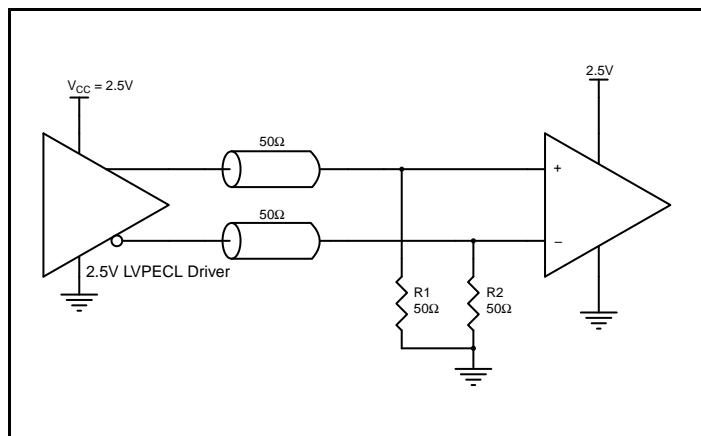 V_CC = 2.5V
2.5V
50Ω
+
50Ω
−
2.5V LVPECL Driver
R1
50Ω
R2
50Ω